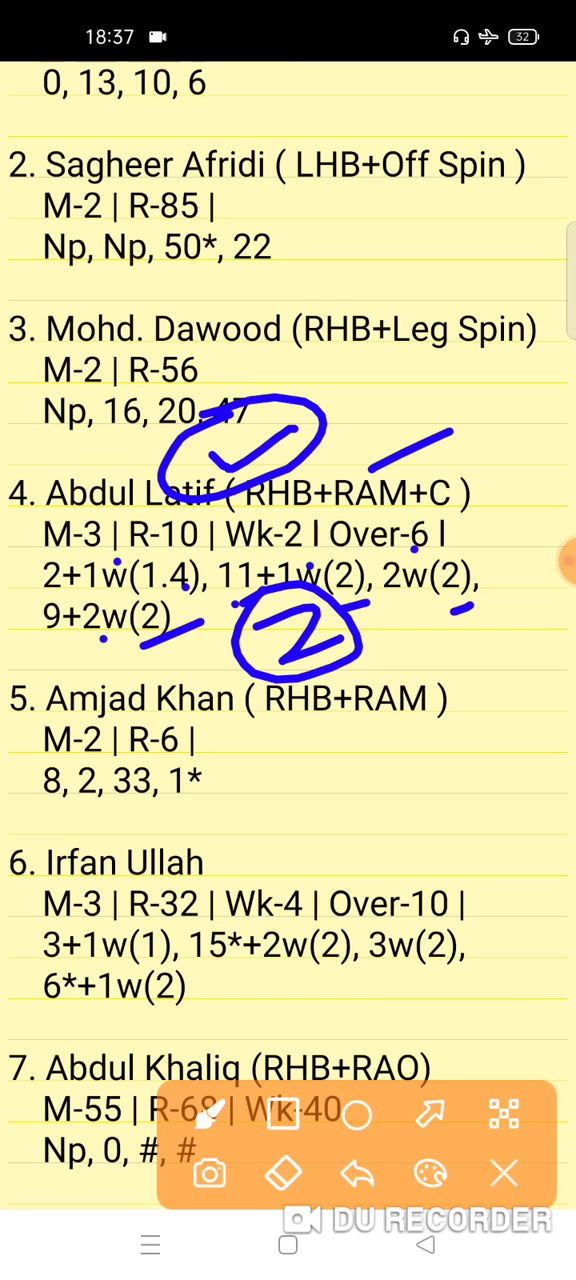 18:37
32
0, 13, 10, 6
2. Sagheer Afridi ( LHB+Off Spin )
M-2 | R-85 |
Np, Np, 50*, 22
3. Mohd. Dawood (RHB+Leg Spin)
M-2 | R-56
Np, 16, 20, 47
4. Abdul Latif ( RHB+RAM+C )
M-3 | R-10 | Wk-2 l Over-6 l
2+1w(1.4), 11+1w(2), 2w(2),
9+2w(2)
2
5. Amjad Khan ( RHB+RAM )
M-2 | R-6 |
8, 2, 33, 1*
6. Irfan Ullah
M-3 | R-32 | Wk-4 | Over-10 |
3+1w(1), 15*+2w(2), 3w(2),
6*+1w(2)
7. Abdul Khaliq (RHB+RAO)
M-55 | Wk-40
Np, 0, #, #
DU RECORDER